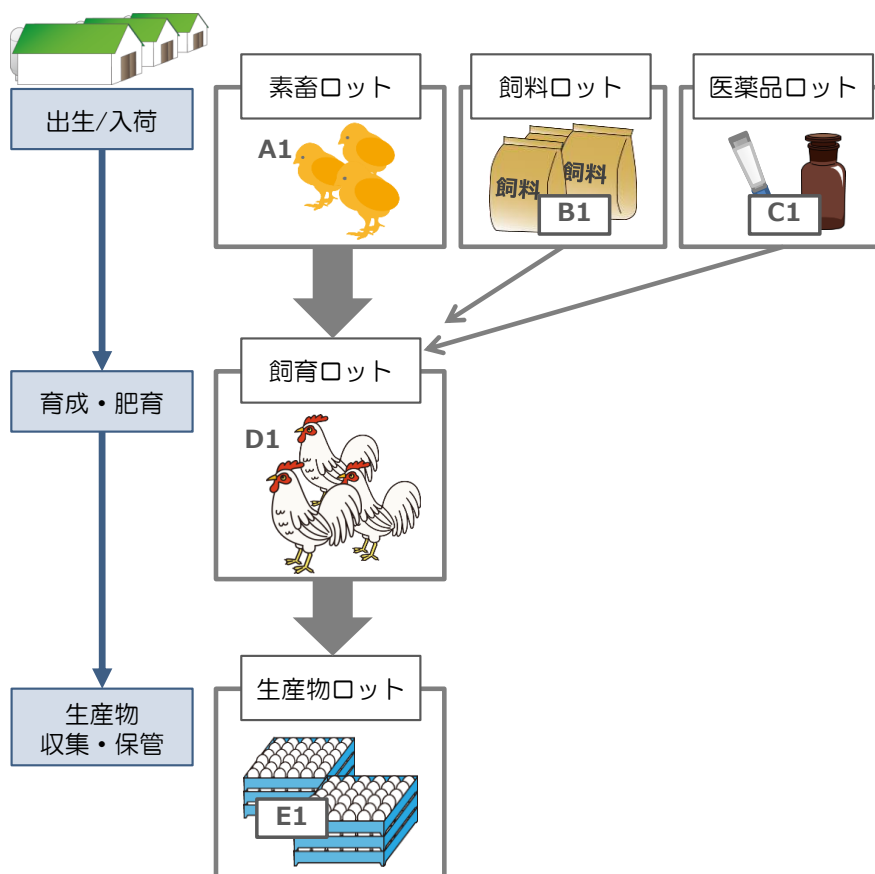 出生/入荷
素畜ロット
飼料ロット
医薬品ロット
A1
飼料
飼料
B1
C1
育成・肥育
飼育ロット
D1
生産物
収集・保管
生産物ロット
E1